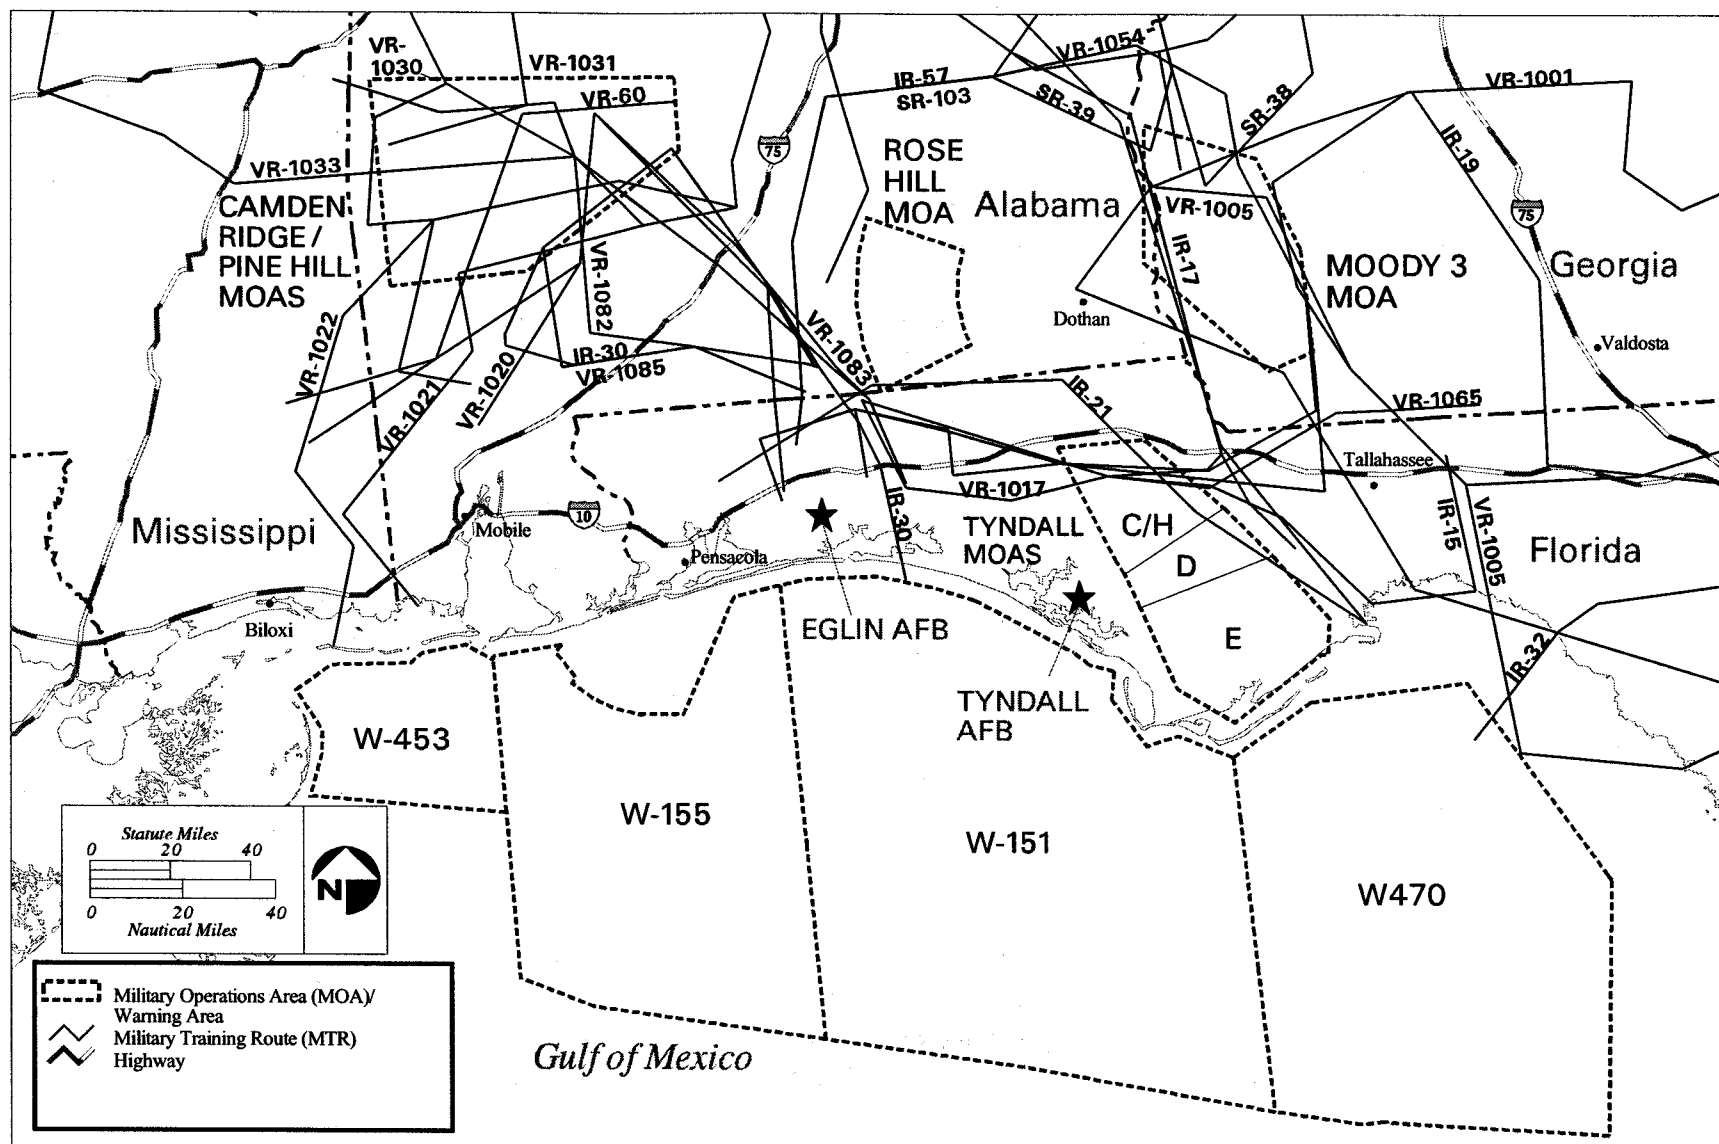 VR-
1030
VR-1031
VR-60
VR-1033
CAMDEN
RIDGE /
PINE HILL
MOAS
VR-1022
VR-1021
VR-1020
VR-1082
IR-30
VR-1085
75
IR-57
SR-103
ROSE
HILL
MOA
Alabama
VR-1054
SR-39
SR-38
VR-1001
IR-19
75
VR-1005
IR-17
MOODY 3
MOA
Georgia
Dothan
Valdosta
VR-1083
IR-21
VR-1065
Tallahassee
VR-1017
IR-30
IR-15
VR-1005
Mississippi
Mobile
10
Pensacola
Biloxi
TYNDALL
MOAS
C/H
D
E
Florida
EGLIN AFB
TYNDALL
AFB
IR-32
W-453
W-155
W-151
W470
Statute Miles
0 20 40
0 20 40
Nautical Miles
N
Military Operations Area (MOA)/
Warning Area
Military Training Route (MTR)
Highway
Gulf of Mexico